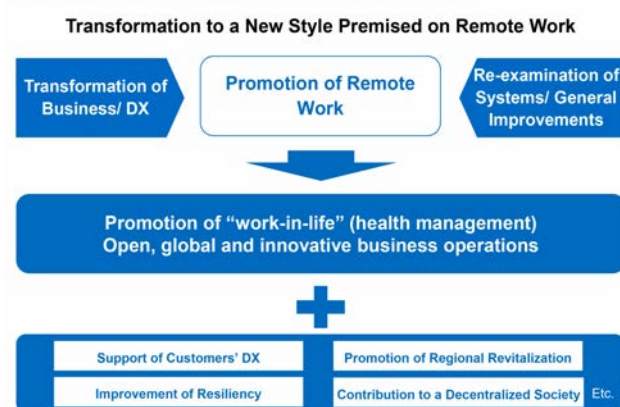 Transformation to a New Style Premised on Remote Work
Transformation of
Business/ DX
Promotion of Remote
Work
Re-examination of
Systems/ General
Improvements
Promotion of “work-in-life” (health management)
Open, global and innovative business operations
Support of Customers’ DX
Promotion of Regional Revitalization
Improvement of Resiliency
Contribution to a Decentralized Society
Etc.